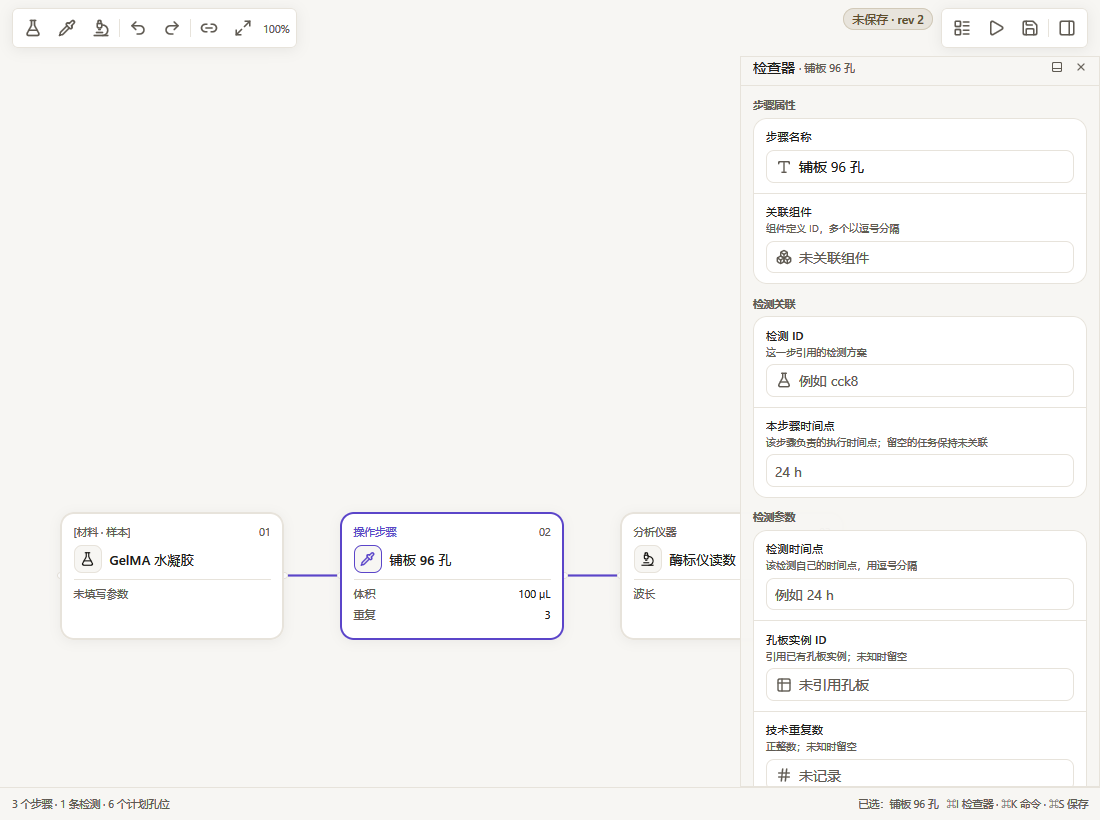 100%
未保存 · rev 2
检查器 · 铺板 96 孔
步骤属性
步骤名称
铺板 96 孔
关联组件
组件定义 ID，多个以逗号分隔
未关联组件
检测关联
检测 ID
这一步引用的检测方案
例如 cck8
本步骤时间点
该步骤负责的执行时间点；留空的任务保持未关联
24 h
检测参数
检测时间点
该检测自己的时间点，用逗号分隔
例如 24 h
孔板实例 ID
引用已有孔板实例；未知时留空
未引用孔板
技术重复数
正整数；未知时留空
未记录
[材料 · 样本] 01
GelMA 水凝胶
未填写参数
操作步骤 02
铺板 96 孔
体积 100 µL
重复 3
分析仪器
酶标仪读数
波长
3 个步骤 · 1 条检测 · 6 个计划孔位
已选：铺板 96 孔 ⌘I 检查器 · ⌘K 命令 · ⌘S 保存